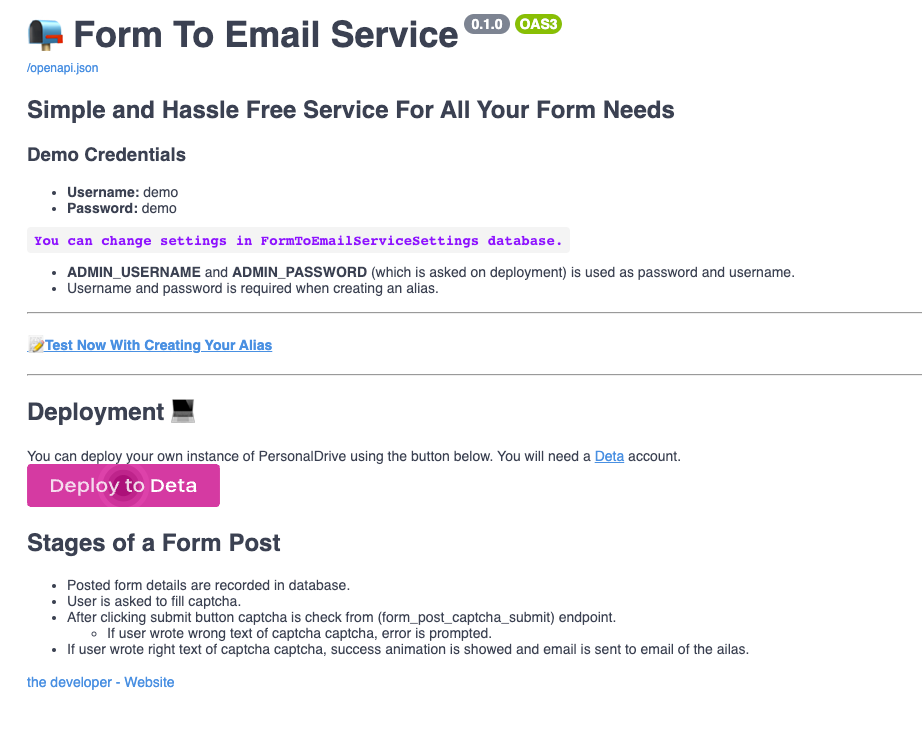 Form To Email Service 0.1.0 OAS3
/openapi.json
Simple and Hassle Free Service For All Your Form Needs
Demo Credentials
Username: demo
Password: demo
You can change settings in FormToEmailServiceSettings database.
ADMIN_USERNAME and ADMIN_PASSWORD (which is asked on deployment) is used as password and username.
Username and password is required when creating an alias.
Test Now With Creating Your Alias
Deployment
You can deploy your own instance of PersonalDrive using the button below. You will need a Deta account.
Deploy to Deta
Stages of a Form Post
Posted form details are recorded in database.
User is asked to fill captcha.
After clicking submit button captcha is check from (form_post_captcha_submit) endpoint.
If user wrote wrong text of captcha captcha, error is prompted.
If user wrote right text of captcha captcha, success animation is showed and email is sent to email of the ailas.
the developer - Website